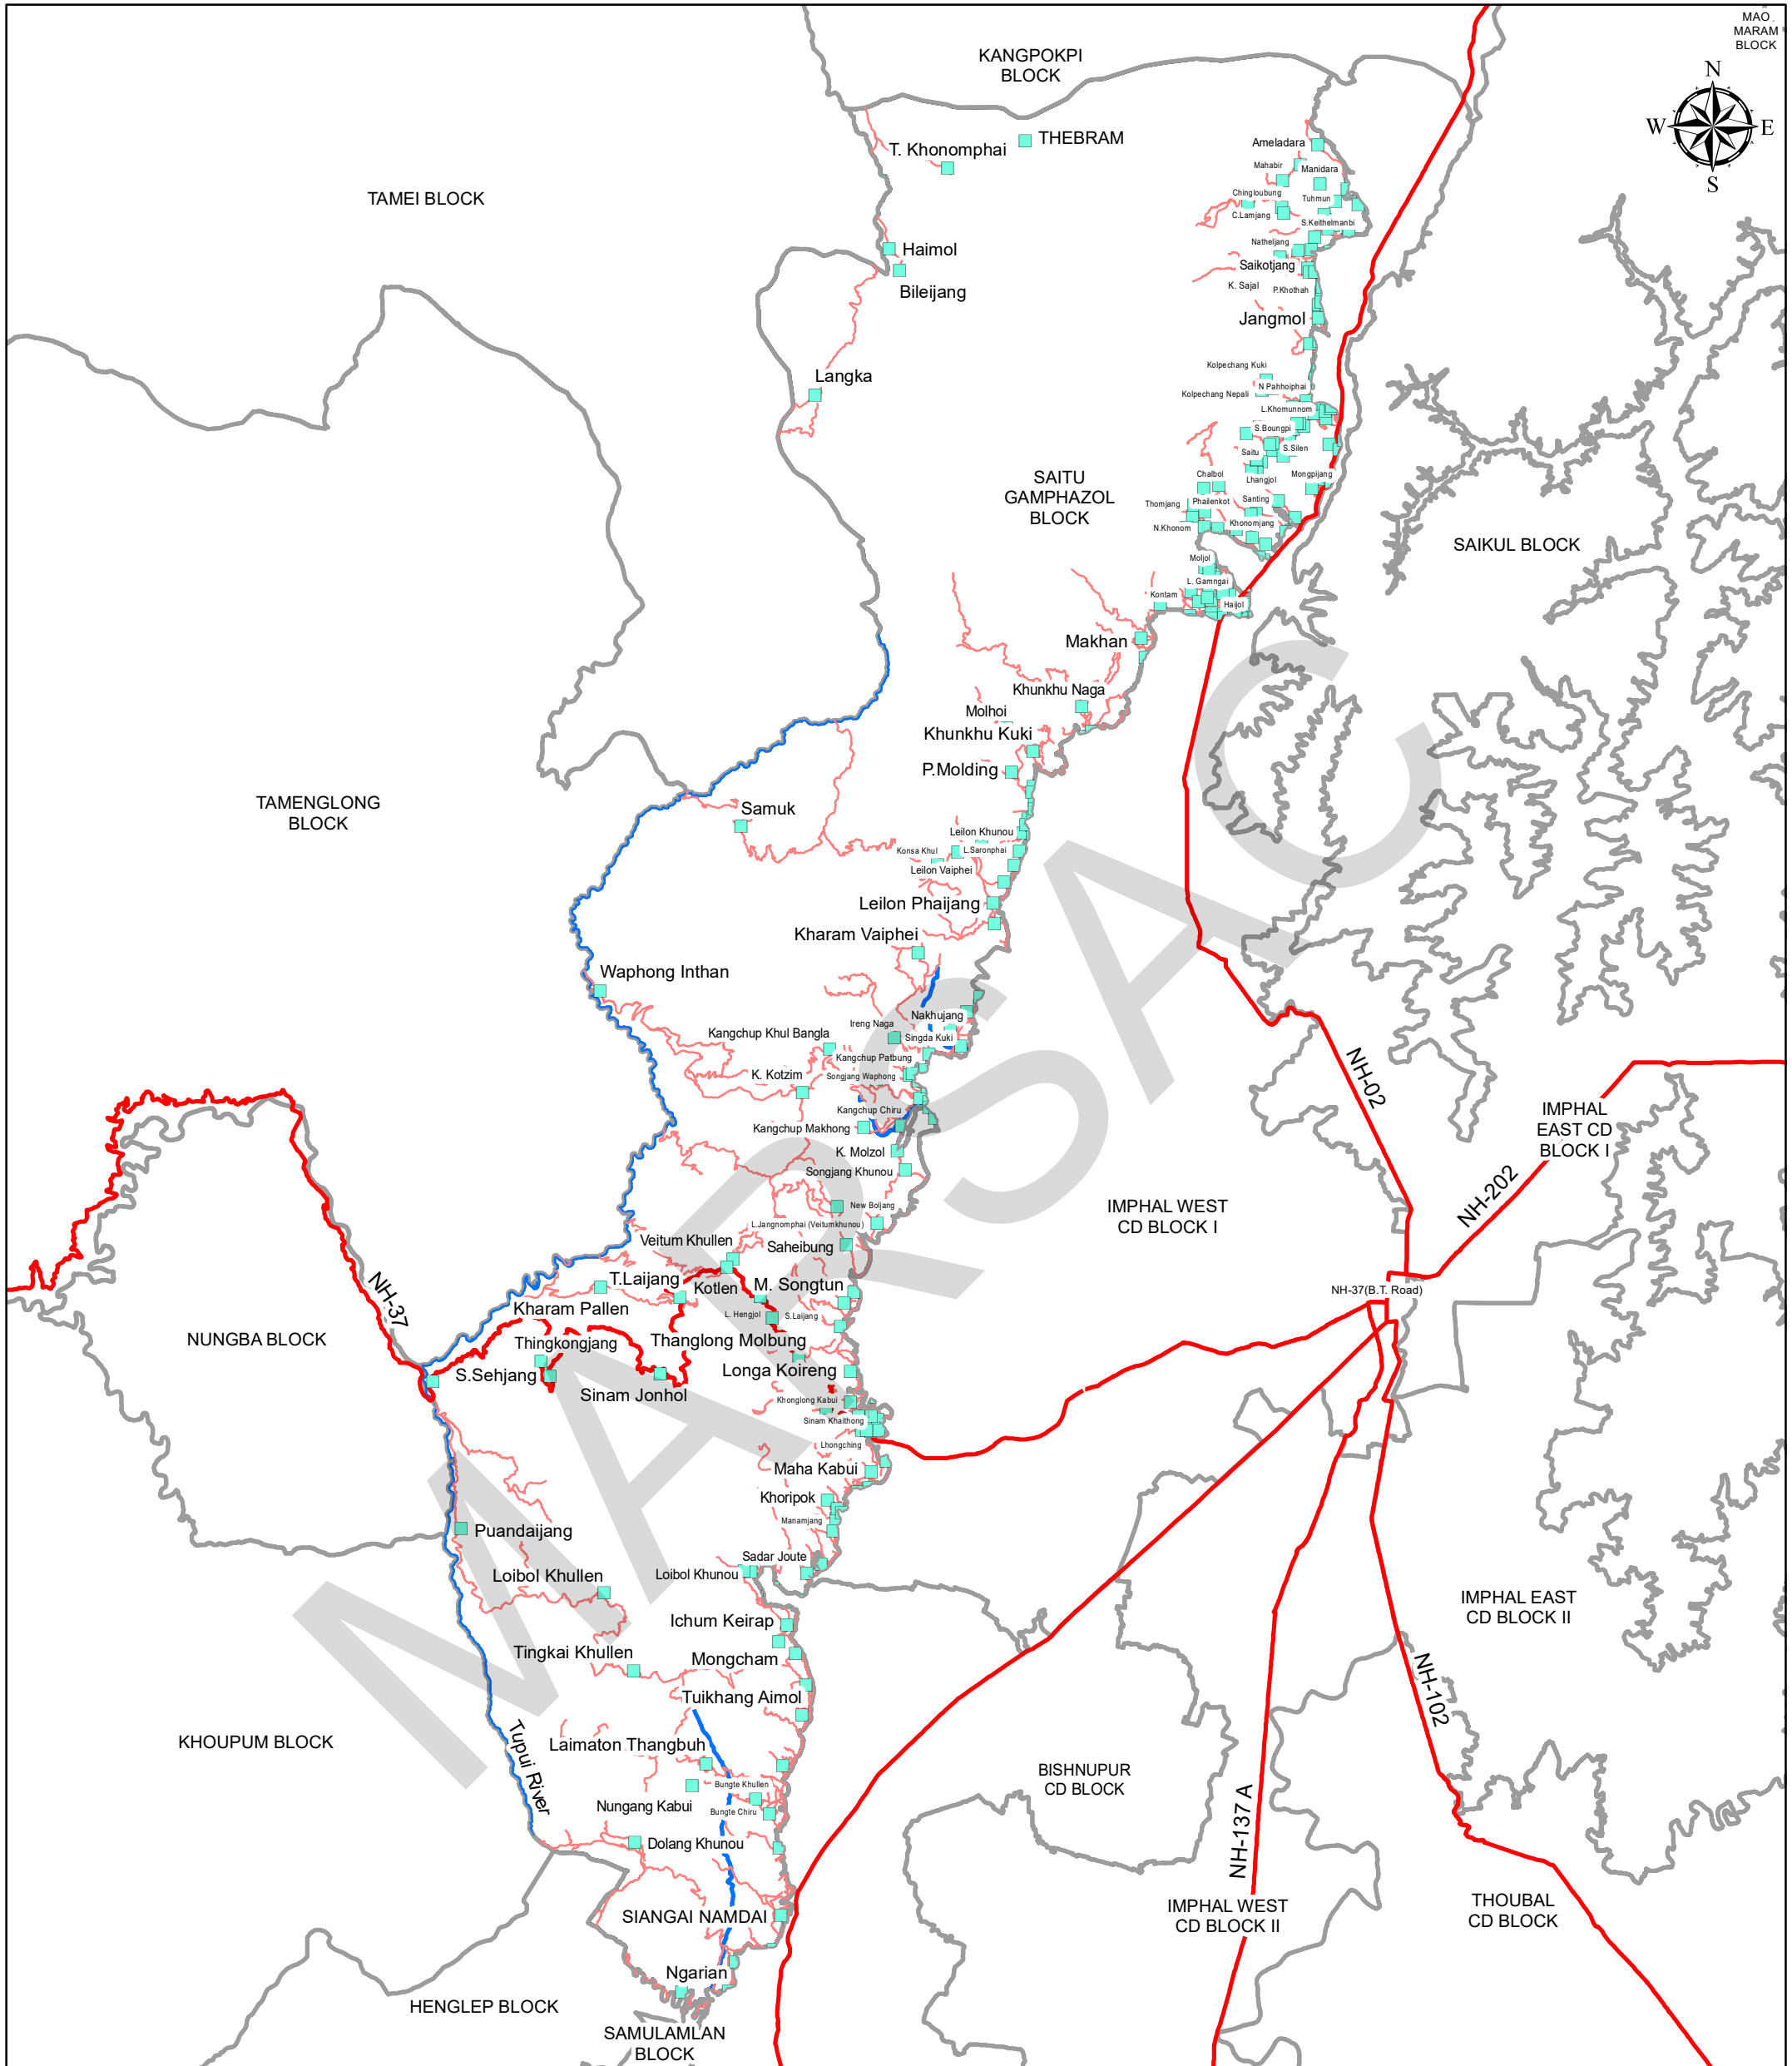 MAO
MARAM
BLOCK
KANGPOKPI
BLOCK
N
W
E
S
T. Khonomphai
THEBRAM
Ameladara
Mahabir
Manidara
TAMEI BLOCK
Chingloubung
Tuhmun
C.Lamjang
S.Keithelmanbi
Haimol
Natheljang
Saikotjang
Bileijang
K. Sajal
P.Khothah
Jangmol
Kolpechang Kuki
Langka
N Pahhoiphai
Kolpechang Nepali
L.Khomunnom
S.Boungpi
S.Silen
Saitu
SAITU
GAMPHAZOL
BLOCK
Chalbol
Lhangjol
Mongpijang
Thomjang
Phailenkot
Santing
N.Khonom
Khonomjang
SAIKUL BLOCK
Moljol
L. Gamngai
Kontam
Haijol
Makhan
Khunkhu Naga
Molhoi
Khunkhu Kuki
P.Molding
TAMENGLONG
BLOCK
Samuk
Leilon Khunou
Konsa Khul
L.Saronphai
Leilon Vaiphei
Leilon Phaijang
Kharam Vaiphei
Waphong Inthan
Nakhujang
Ireng Naga
Kangchup Khul Bangla
Singda Kuki
Kangchup Patbung
K. Kotzim
Songjang Waphong
NH-02
Kangchup Chiru
Kangchup Makhong
IMPHAL
EAST CD
BLOCK I
K. Molzol
Songjang Khunou
NH-202
New Boljang
IMPHAL WEST
CD BLOCK I
L.Jangnomphai (Veitumkhunou)
Veitum Khullen
Saheibung
T.Laijang
Kotlen
M. Songtun
NH-37
NH-37(B.T. Road)
Kharam Pallen
L. Hengjol
S.Laijang
NUNGBA BLOCK
Thingkongjang
Thanglong Molbung
S.Sehjang
Longa Koireng
Sinam Jonhol
Khonglong Kabui
Sinam Khaithong
Lhongching
Maha Kabui
Khoripok
Manamjang
Puandaijang
Sadar Joute
Loibol Khullen
Loibol Khunou
IMPHAL EAST
CD BLOCK II
Ichum Keirap
Tingkai Khullen
Mongcham
NH-102
Tuikhang Aimol
KHOUPUM BLOCK
Tupui River
Laimaton Thangbuh
BISHNUPUR
CD BLOCK
Bungte Khullen
Nungang Kabui
Bungte Chiru
NH-137 A
Dolang Khunou
SIANGAI NAMDAI
IMPHAL WEST
CD BLOCK II
THOUBAL
CD BLOCK
Ngarian
HENGLEP BLOCK
SAMULAMLAN
BLOCK
MARSAC